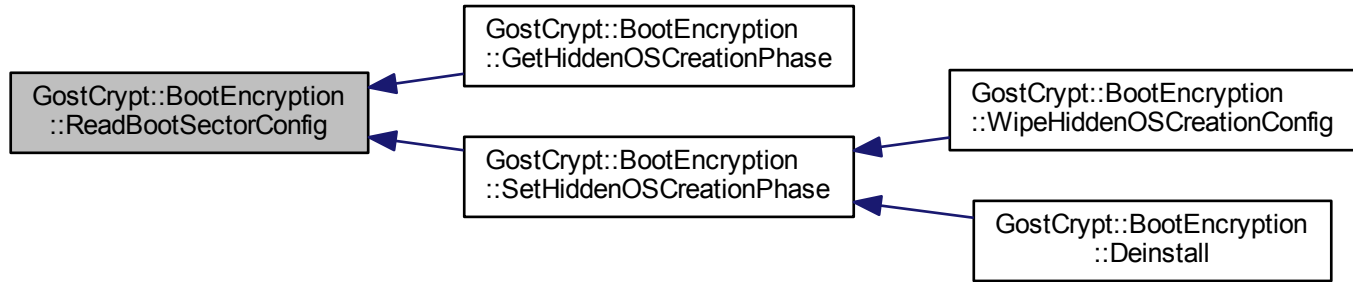 GostCrypt::BootEncryption
::ReadBootSectorConfig
GostCrypt::BootEncryption
::GetHiddenOSCreationPhase
GostCrypt::BootEncryption
::SetHiddenOSCreationPhase
GostCrypt::BootEncryption
::WipeHiddenOSCreationConfig
GostCrypt::BootEncryption
::Deinstall